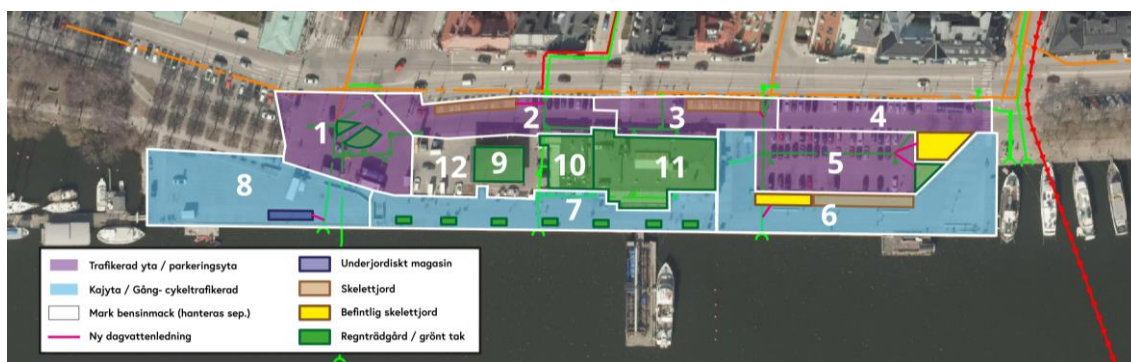 1
2
3
4
5
6
7
8
9
10
11
12
Trafikerad yta / parkeringsyta
Kajyta / Gång- cykeltrafikerad
Mark bensinmack (hanteras sep.)
Ny dagvattenledning
Underjordiskt magasin
Skelettjord
Befintlig skelettjord
Regnträdgård / grönt tak